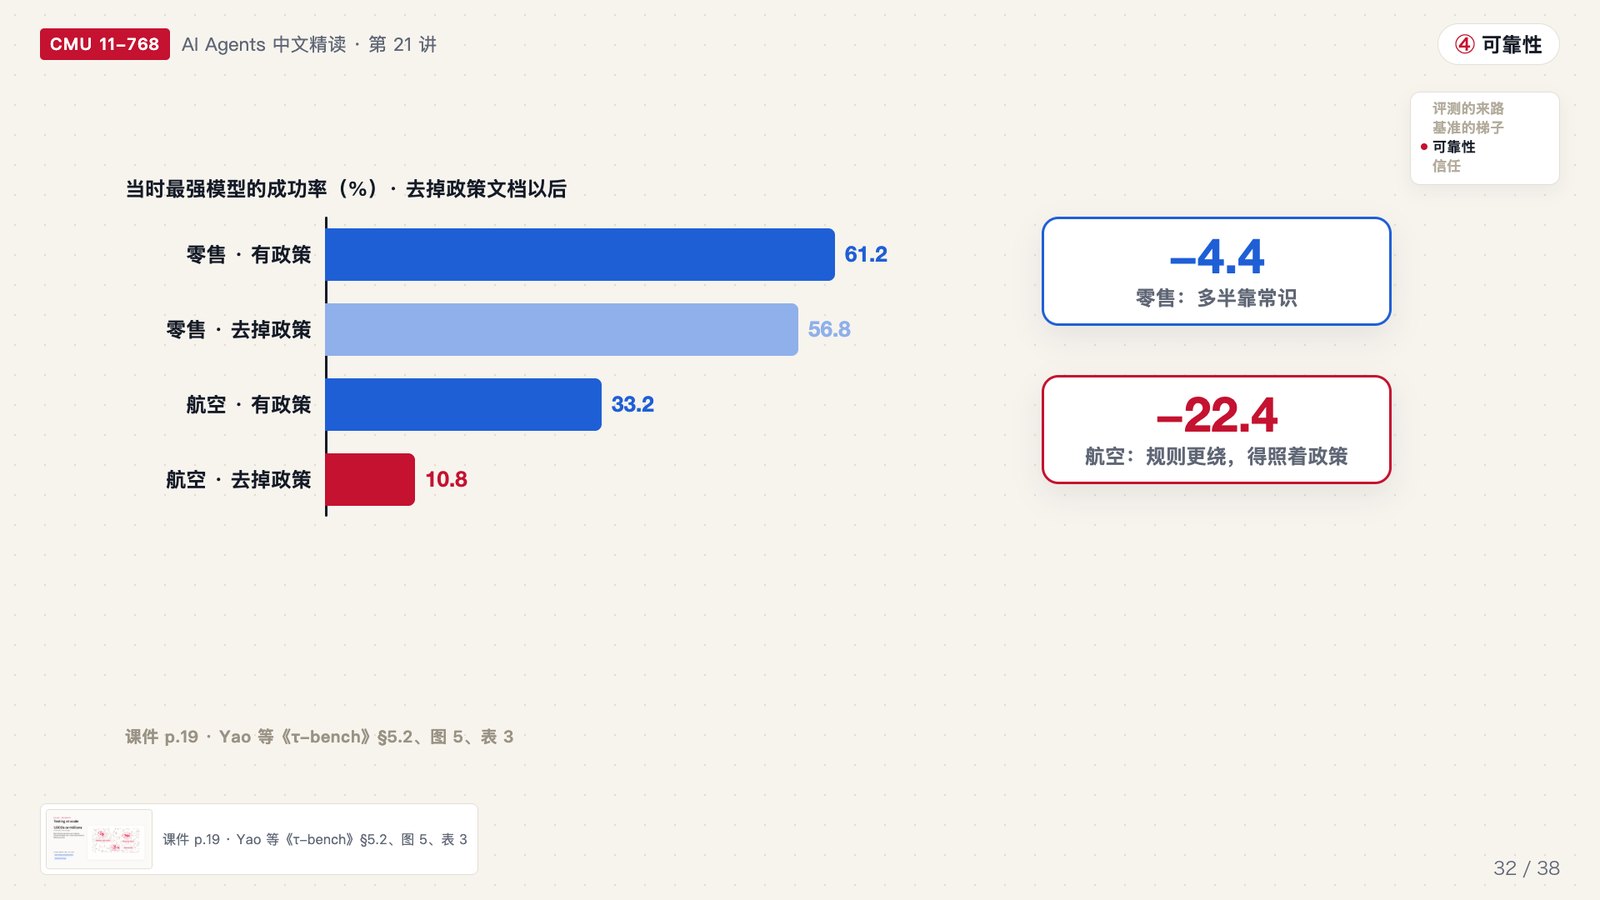 CMU 11-768
AI Agents 中文精读 · 第 21 讲
④ 可靠性
评测的来路
基准的梯子
可靠性
信任
当时最强模型的成功率（%）· 去掉政策文档以后
零售 · 有政策
61.2
零售 · 去掉政策
56.8
航空 · 有政策
33.2
航空 · 去掉政策
10.8
−4.4
零售：多半靠常识
−22.4
航空：规则更绕，得照着政策
课件 p.19 · Yao 等《τ-bench》§5.2、图 5、表 3
课件 p.19 · Yao 等《τ-bench》§5.2、图 5、表 3
32 / 38